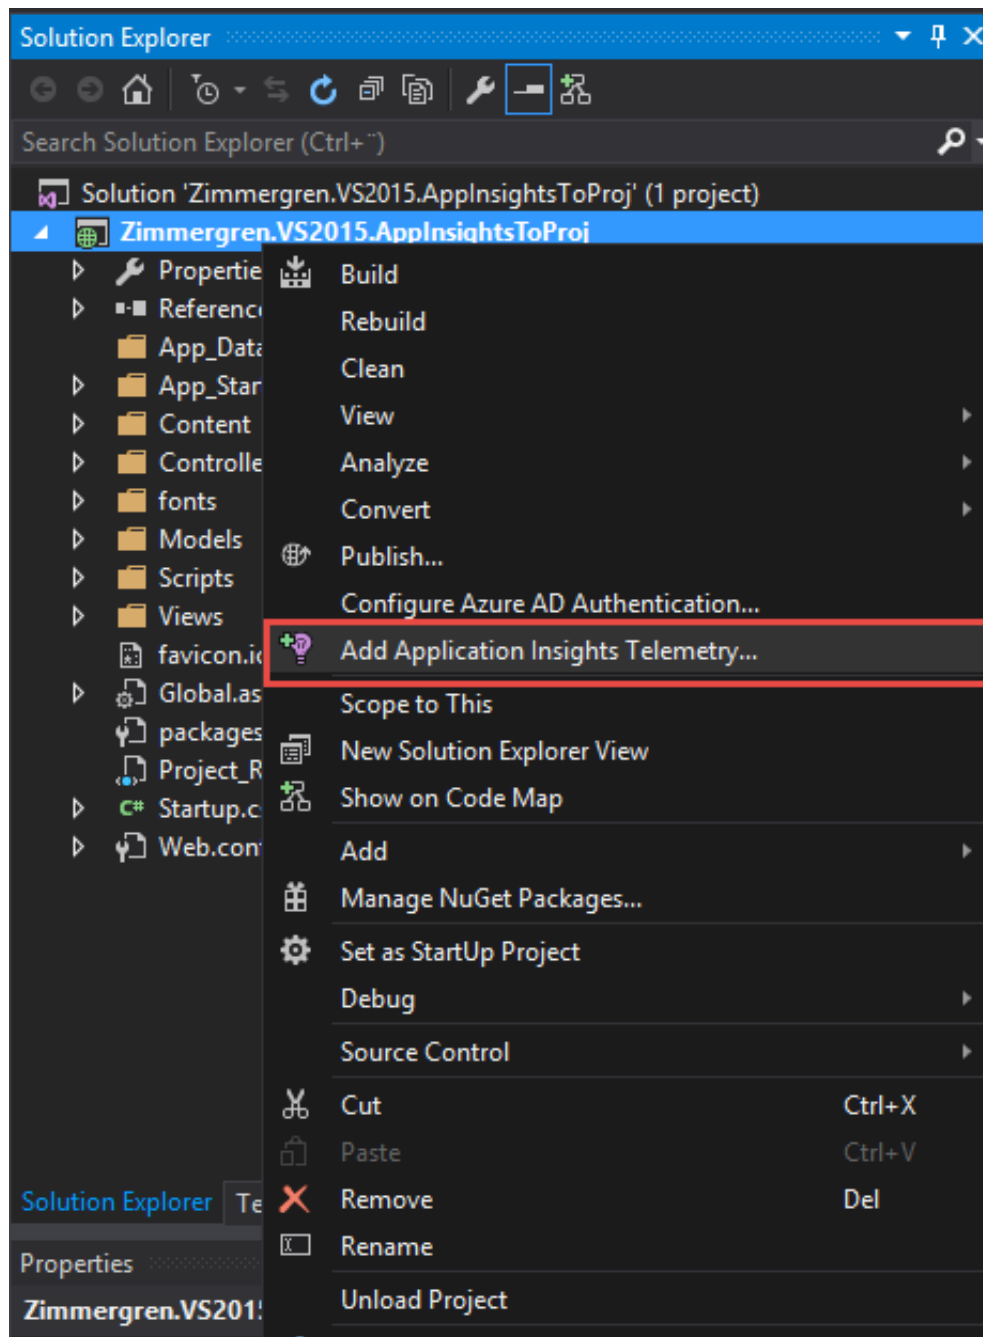 Solution Explorer
Search Solution Explorer (Ctrl+¨)
Solution 'Zimmergren.VS2015.AppInsightsToProj' (1 project)
Zimmergren.VS2015.AppInsightsToProj
Propertie
Build
Rebuild
Reference
App_Data
Clean
App_Star
View
Content
Controlle
Analyze
fonts
Convert
Models
Publish...
Scripts
Configure Azure AD Authentication...
Views
favicon.ic
Add Application Insights Telemetry...
Global.as
Scope to This
packages
New Solution Explorer View
Project_R
Show on Code Map
C# Startup.c
Web.con
Add
Manage NuGet Packages...
Set as StartUp Project
Debug
Source Control
Cut Ctrl+X
Paste Ctrl+V
Solution Explorer Te
Remove Del
Rename
Properties
Zimmergren.VS201
Unload Project